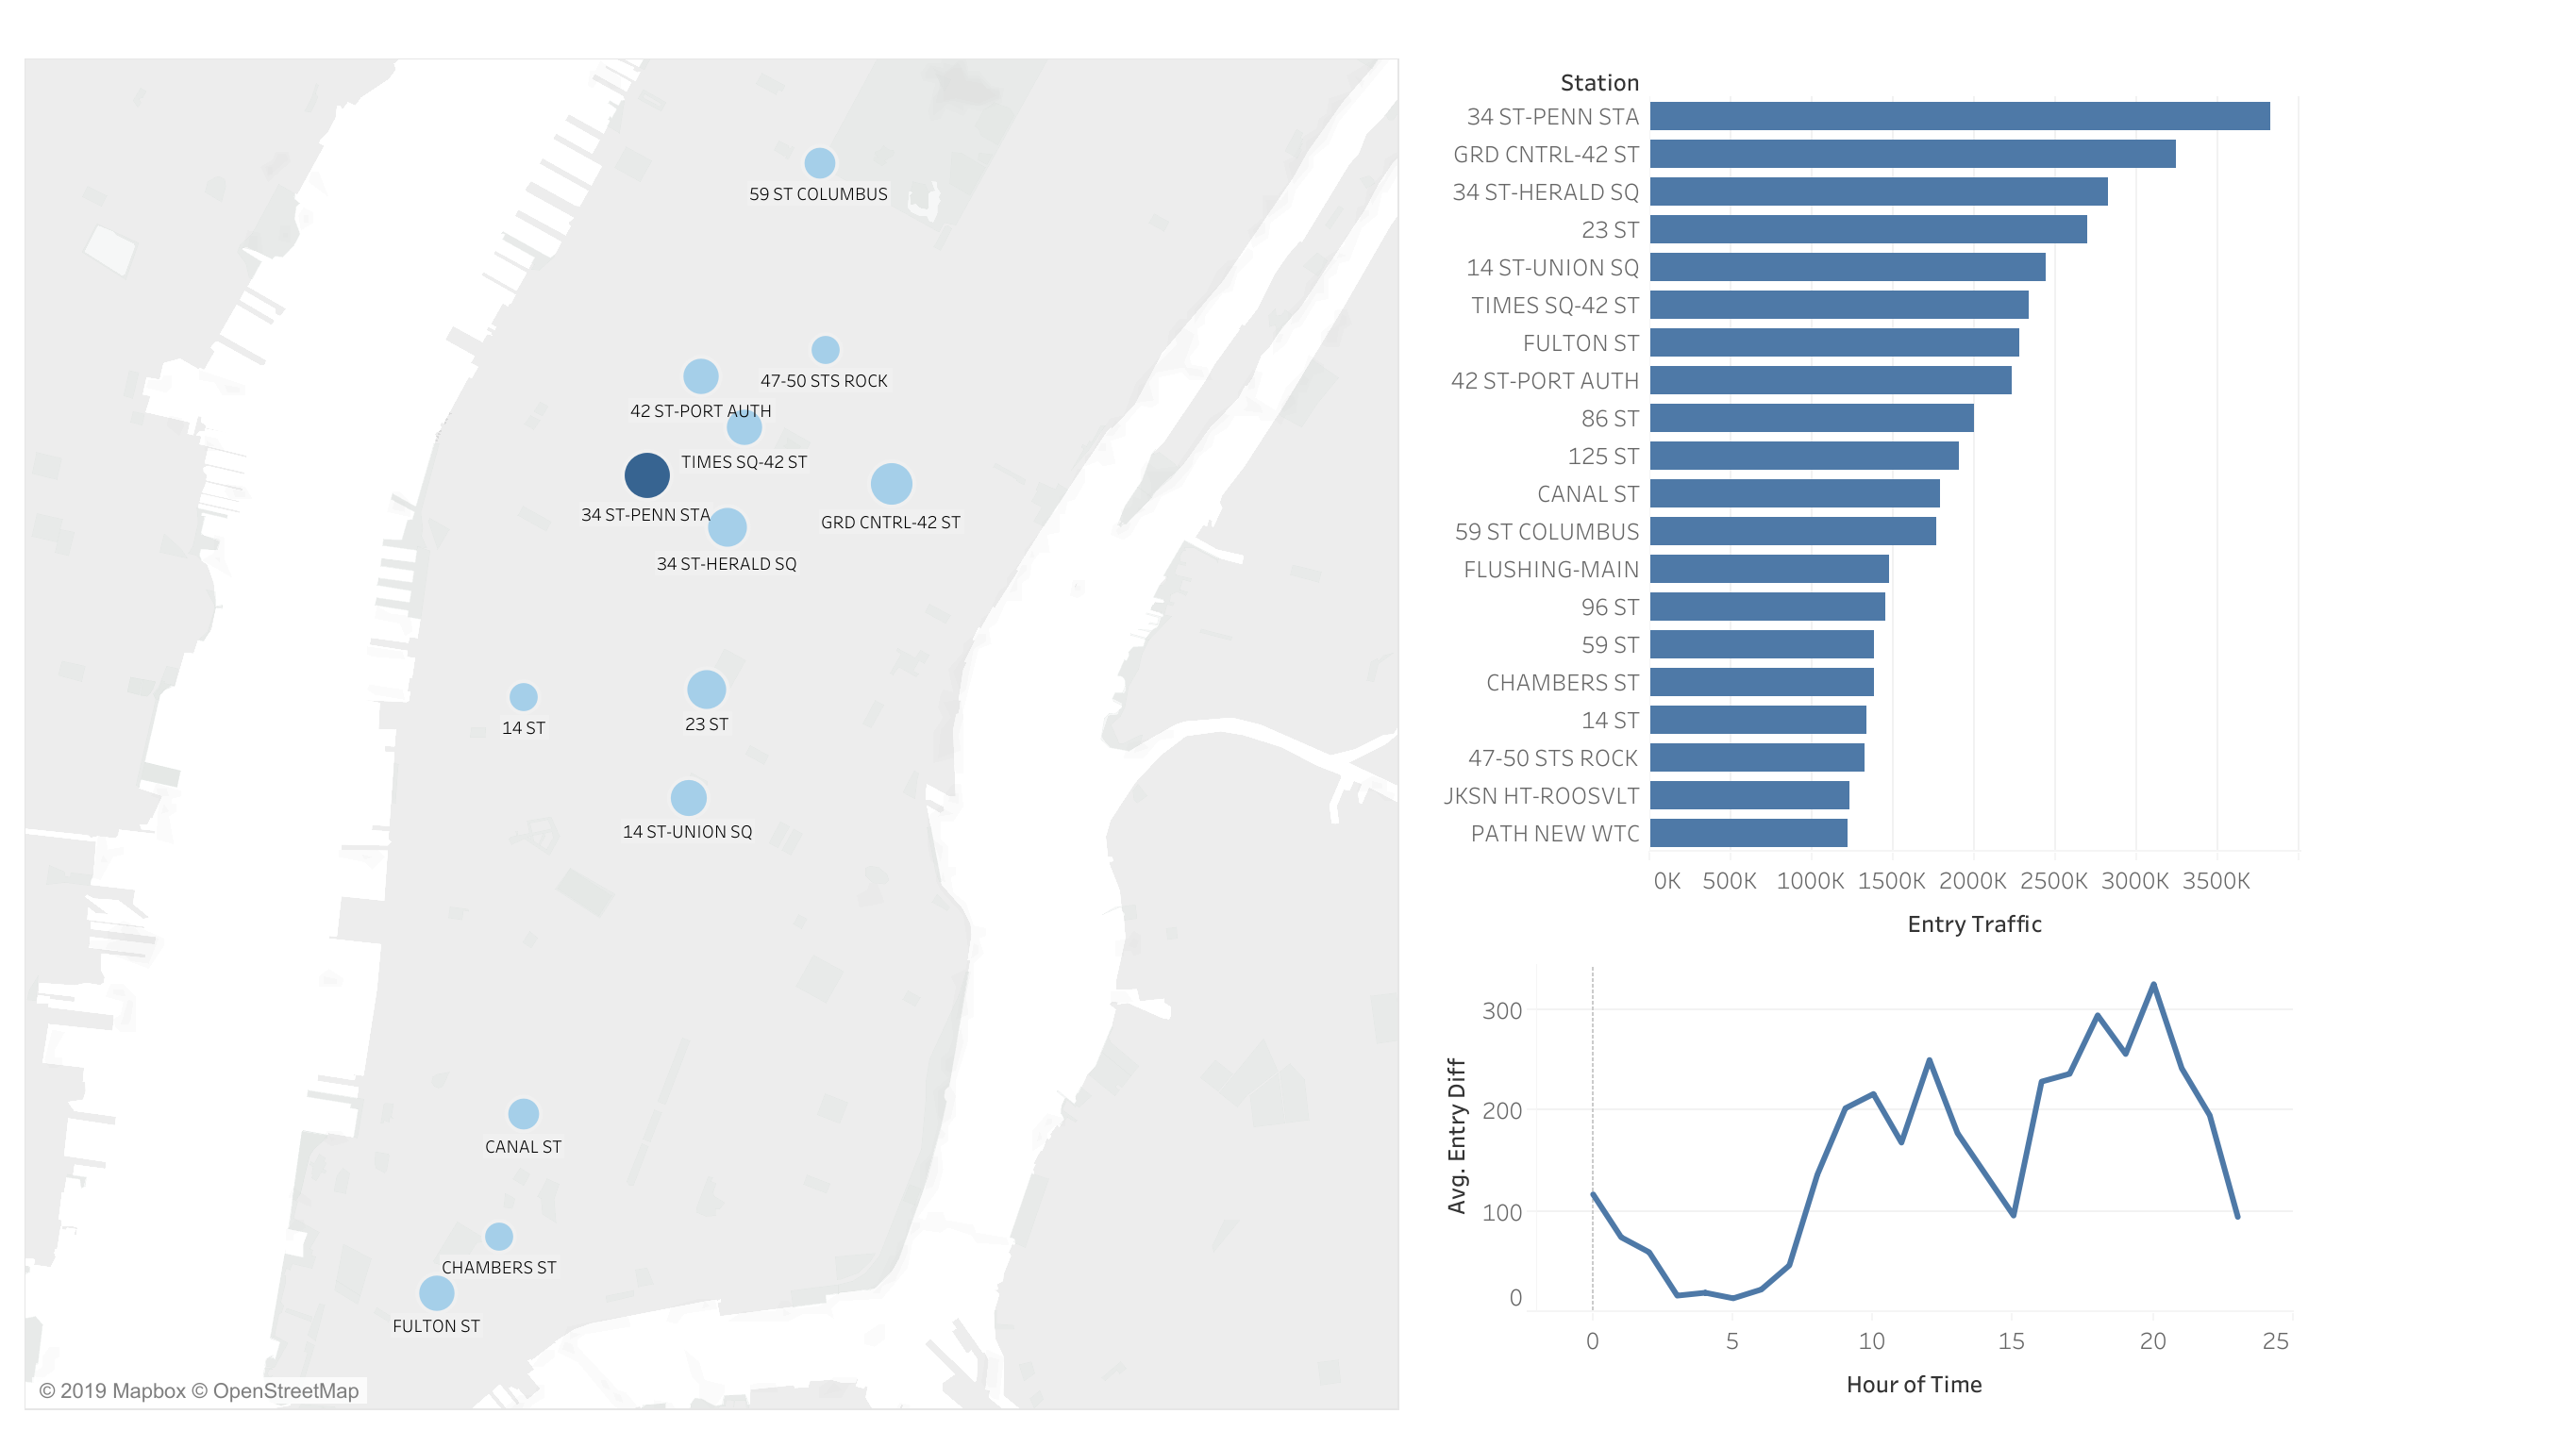 59 ST COLUMBUS
47-50 STS ROCK
42 ST-PORT AUTH
TIMES SQ-42 ST
34 ST-PENN STA
GRD CNTRL-42 ST
34 ST-HERALD SQ
14 ST
23 ST
14 ST-UNION SQ
CANAL ST
CHAMBERS ST
FULTON ST
© 2019 Mapbox © OpenStreetMap
Station
34 ST-PENN STA
GRD CNTRL-42 ST
34 ST-HERALD SQ
23 ST
14 ST-UNION SQ
TIMES SQ-42 ST
FULTON ST
42 ST-PORT AUTH
86 ST
125 ST
CANAL ST
59 ST COLUMBUS
FLUSHING-MAIN
96 ST
59 ST
CHAMBERS ST
14 ST
47-50 STS ROCK
JKSN HT-ROOSVLT
PATH NEW WTC
0K 500K 1000K 1500K 2000K 2500K 3000K 3500K
Entry Traffic
Avg. Entry Diff
300
200
100
0
0 5 10 15 20 25
Hour of Time